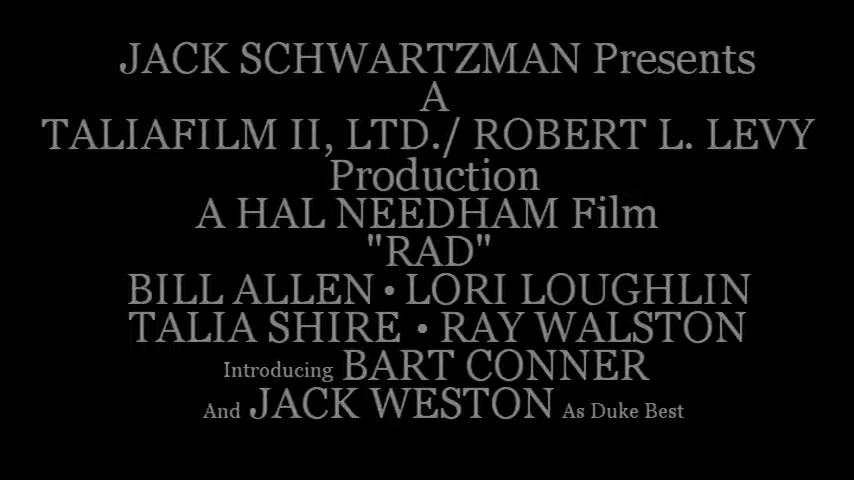 JACK SCHWARTZMAN Presents
A
TALIAFILM II, LTD./ ROBERT L. LEVY
Production
A HAL NEEDHAM Film
"RAD"
BILL ALLEN • LORI LOUGHLIN
TALIA SHIRE • RAY WALSTON
Introducing BART CONNER
And JACK WESTON As Duke Best